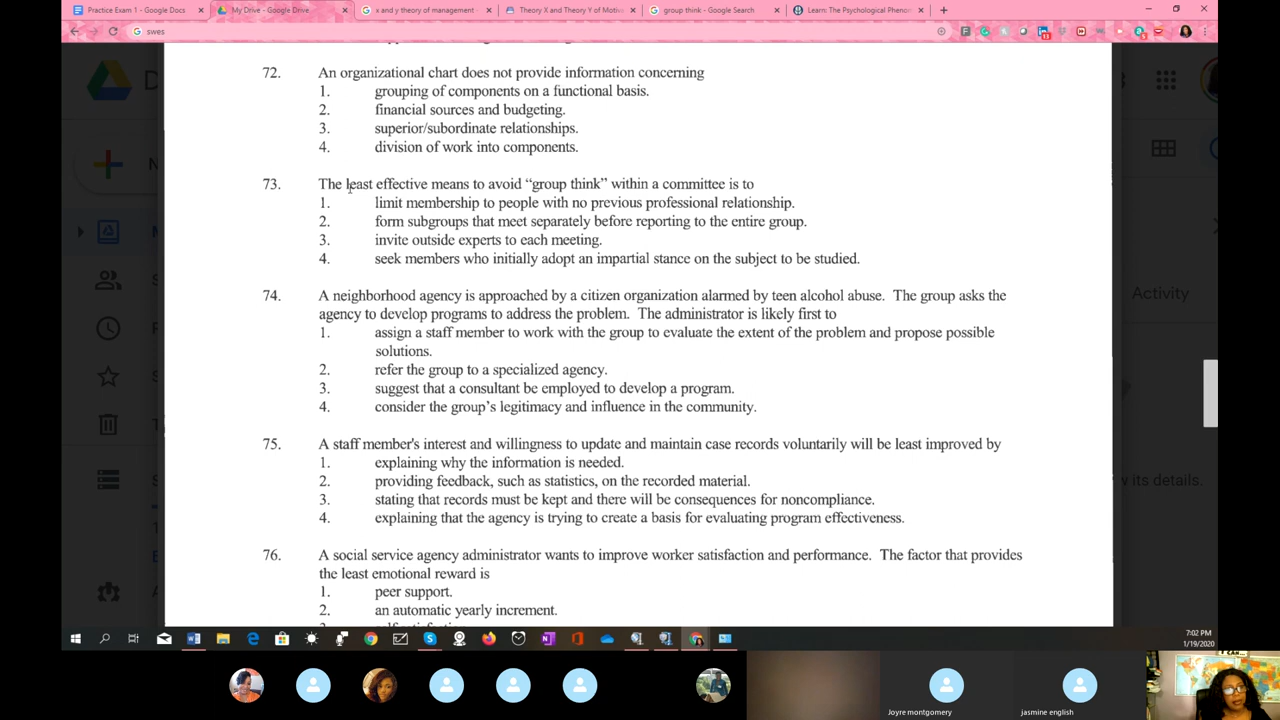 Practice Exam 1 - Google Docs
My Drive - Google Drive
x and y theory of management -
Theory X and Theory Y of Motiva
group think - Google Search
Learn: The Psychological Phenom
swes
72. An organizational chart does not provide information concerning
1. grouping of components on a functional basis.
2. financial sources and budgeting.
3. superior/subordinate relationships.
4. division of work into components.
73. The least effective means to avoid “group think” within a committee is to
1. limit membership to people with no previous professional relationship.
2. form subgroups that meet separately before reporting to the entire group.
3. invite outside experts to each meeting.
4. seek members who initially adopt an impartial stance on the subject to be studied.
Activity
74. A neighborhood agency is approached by a citizen organization alarmed by teen alcohol abuse. The group asks the
agency to develop programs to address the problem. The administrator is likely first to
1. assign a staff member to work with the group to evaluate the extent of the problem and propose possible
solutions.
2. refer the group to a specialized agency.
3. suggest that a consultant be employed to develop a program.
4. consider the group's legitimacy and influence in the community.
75. A staff member's interest and willingness to update and maintain case records voluntarily will be least improved by
1. explaining why the information is needed.
2. providing feedback, such as statistics, on the recorded material.
w its details.
3. stating that records must be kept and there will be consequences for noncompliance.
4. explaining that the agency is trying to create a basis for evaluating program effectiveness.
76. A social service agency administrator wants to improve worker satisfaction and performance. The factor that provides
the least emotional reward is
1. peer support.
2. an automatic yearly increment.
7:02 PM
1/19/2020
Joyre montgomery
jasmine english